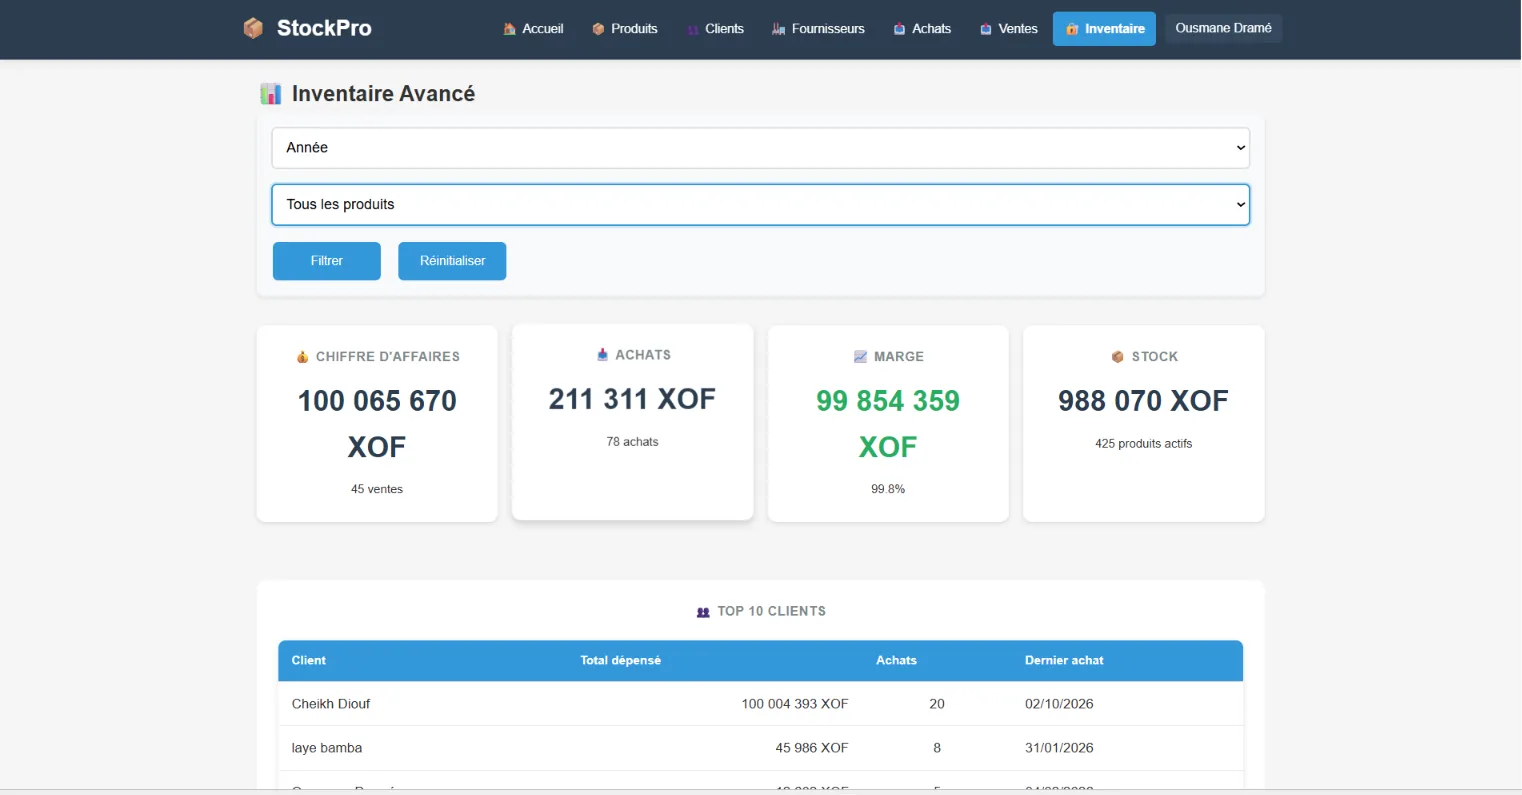 StockPro
Accueil
Produits
Clients
Fournisseurs
Achats
Ventes
Inventaire
Ousmane Dramé
Inventaire Avancé
Année
Tous les produits
Filtrer
Réinitialiser
CHIFFRE D'AFFAIRES
100 065 670
XOF
45 ventes
ACHATS
211 311 XOF
78 achats
MARGE
99 854 359
XOF
99.8%
STOCK
988 070 XOF
425 produits actifs
TOP 10 CLIENTS
Client Total dépensé Achats Dernier achat
Cheikh Diouf 100 004 393 XOF 20 02/10/2026
laye bamba 45 986 XOF 8 31/01/2026